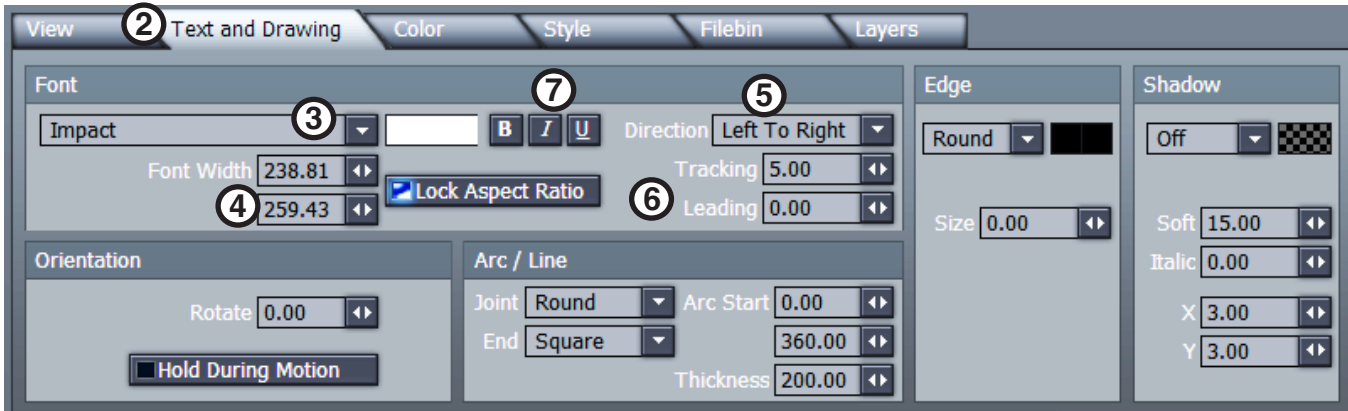 View ② Text and Drawing Color Style Filebin Layers
Font
③ ⑦ ⑤
Impact B I U Direction Left To Right
Font Width 238.81 Tracking 5.00
Lock Aspect Ratio
④ 259.43 ⑥ Leading 0.00
Orientation
Rotate 0.00
Hold During Motion
Arc / Line
Joint Round Arc Start 0.00
End Square 360.00
Thickness 200.00
Edge
Round
Size 0.00
Shadow
Off
Soft 15.00
Italic 0.00
X 3.00
Y 3.00